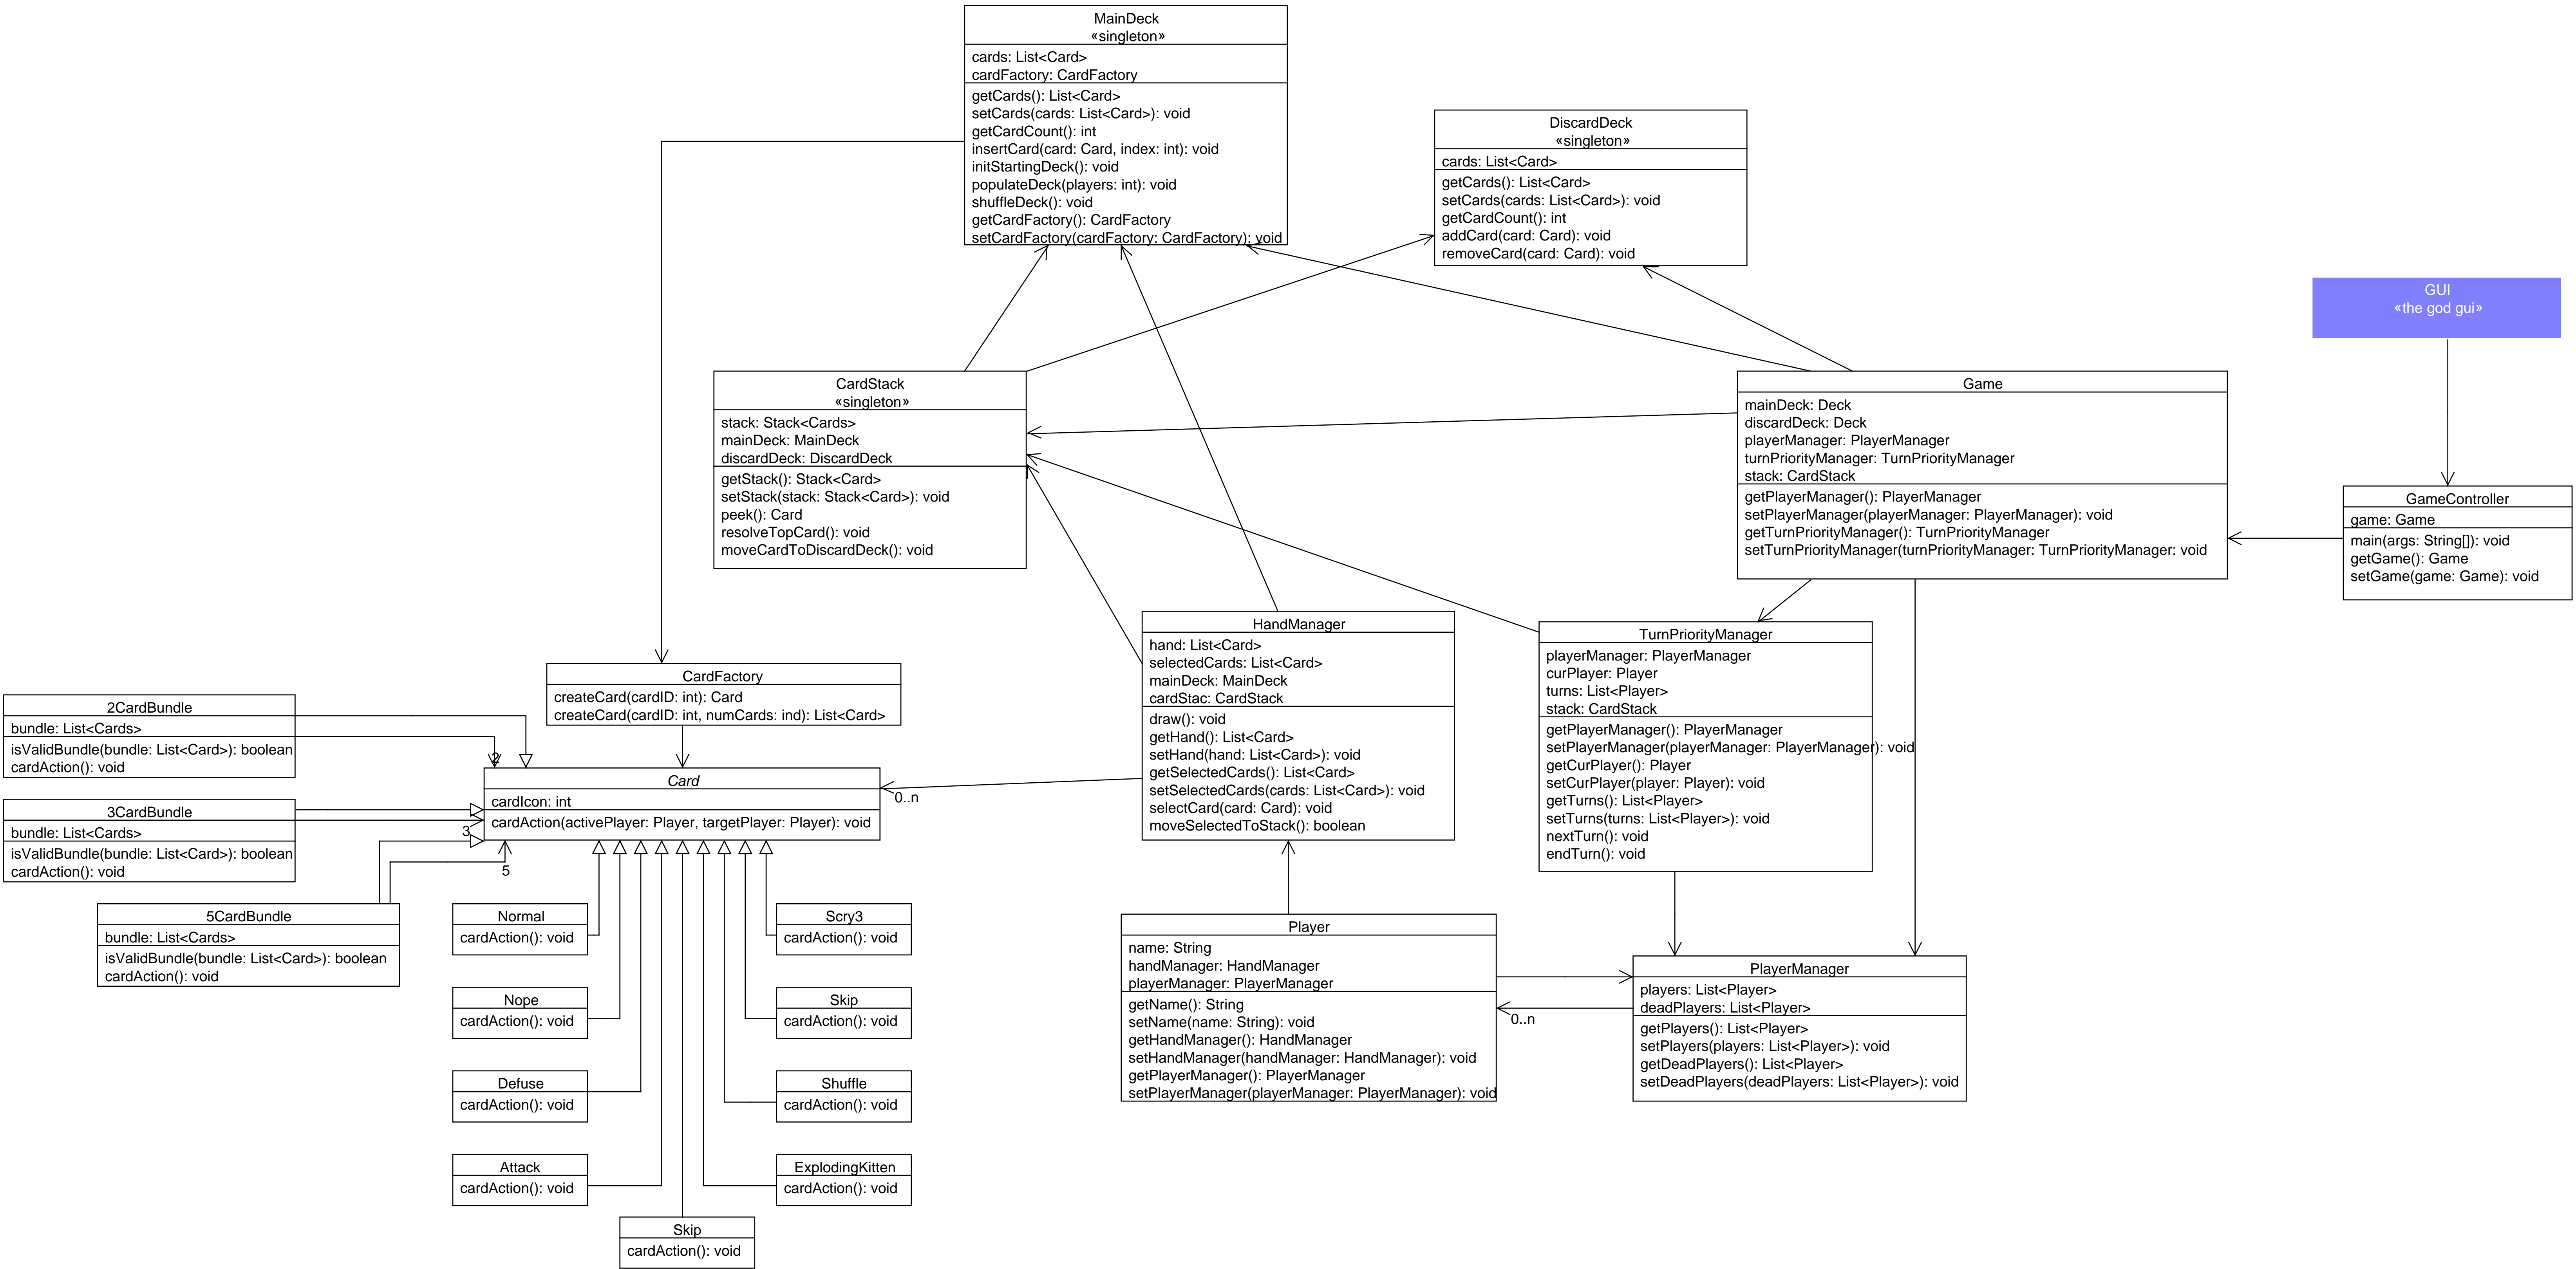 MainDeck
«singleton»
cards: List<Card>
cardFactory: CardFactory
getCards(): List<Card>
setCards(cards: List<Card>): void
getCardCount(): int
insertCard(card: Card, index: int): void
initStartingDeck(): void
populateDeck(players: int): void
shuffleDeck(): void
getCardFactory(): CardFactory
setCardFactory(cardFactory: CardFactory): void
DiscardDeck
«singleton»
cards: List<Card>
getCards(): List<Card>
setCards(cards: List<Card>): void
getCardCount(): int
addCard(card: Card): void
removeCard(card: Card): void
GUI
«the god gui»
CardStack
«singleton»
stack: Stack<Cards>
mainDeck: MainDeck
discardDeck: DiscardDeck
getStack(): Stack<Card>
setStack(stack: Stack<Card>): void
peek(): Card
resolveTopCard(): void
moveCardToDiscardDeck(): void
Game
mainDeck: Deck
discardDeck: Deck
playerManager: PlayerManager
turnPriorityManager: TurnPriorityManager
stack: CardStack
getPlayerManager(): PlayerManager
setPlayerManager(playerManager: PlayerManager): void
getTurnPriorityManager(): TurnPriorityManager
setTurnPriorityManager(turnPriorityManager: TurnPriorityManager: void
GameController
game: Game
main(args: String[]): void
getGame(): Game
setGame(game: Game): void
HandManager
hand: List<Card>
selectedCards: List<Card>
mainDeck: MainDeck
cardStac: CardStack
draw(): void
getHand(): List<Card>
setHand(hand: List<Card>): void
getSelectedCards(): List<Card>
setSelectedCards(cards: List<Card>): void
selectCard(card: Card): void
moveSelectedToStack(): boolean
TurnPriorityManager
playerManager: PlayerManager
curPlayer: Player
turns: List<Player>
stack: CardStack
getPlayerManager(): PlayerManager
setPlayerManager(playerManager: PlayerManager): void
getCurPlayer(): Player
setCurPlayer(player: Player): void
getTurns(): List<Player>
setTurns(turns: List<Player>): void
nextTurn(): void
endTurn(): void
CardFactory
createCard(cardID: int): Card
createCard(cardID: int, numCards: ind): List<Card>
2CardBundle
bundle: List<Cards>
isValidBundle(bundle: List<Card>): boolean
cardAction(): void
2
Card
cardIcon: int
cardAction(activePlayer: Player, targetPlayer: Player): void
0..n
3CardBundle
bundle: List<Cards>
isValidBundle(bundle: List<Card>): boolean
cardAction(): void
3
5
5CardBundle
bundle: List<Cards>
isValidBundle(bundle: List<Card>): boolean
cardAction(): void
Normal
cardAction(): void
Scry3
cardAction(): void
Nope
cardAction(): void
Skip
cardAction(): void
Defuse
cardAction(): void
Shuffle
cardAction(): void
Attack
cardAction(): void
ExplodingKitten
cardAction(): void
Skip
cardAction(): void
Player
name: String
handManager: HandManager
playerManager: PlayerManager
getName(): String
setName(name: String): void
getHandManager(): HandManager
setHandManager(handManager: HandManager): void
getPlayerManager(): PlayerManager
setPlayerManager(playerManager: PlayerManager): void
0..n
PlayerManager
players: List<Player>
deadPlayers: List<Player>
getPlayers(): List<Player>
setPlayers(players: List<Player>): void
getDeadPlayers(): List<Player>
setDeadPlayers(deadPlayers: List<Player>): void